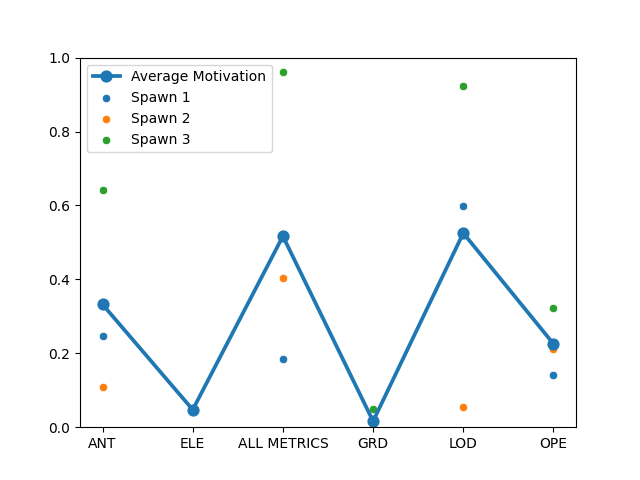 1.0
0.8
0.6
0.4
0.2
0.0
Average Motivation
Spawn 1
Spawn 2
Spawn 3
ANT ELE ALL METRICS GRD LOD OPE